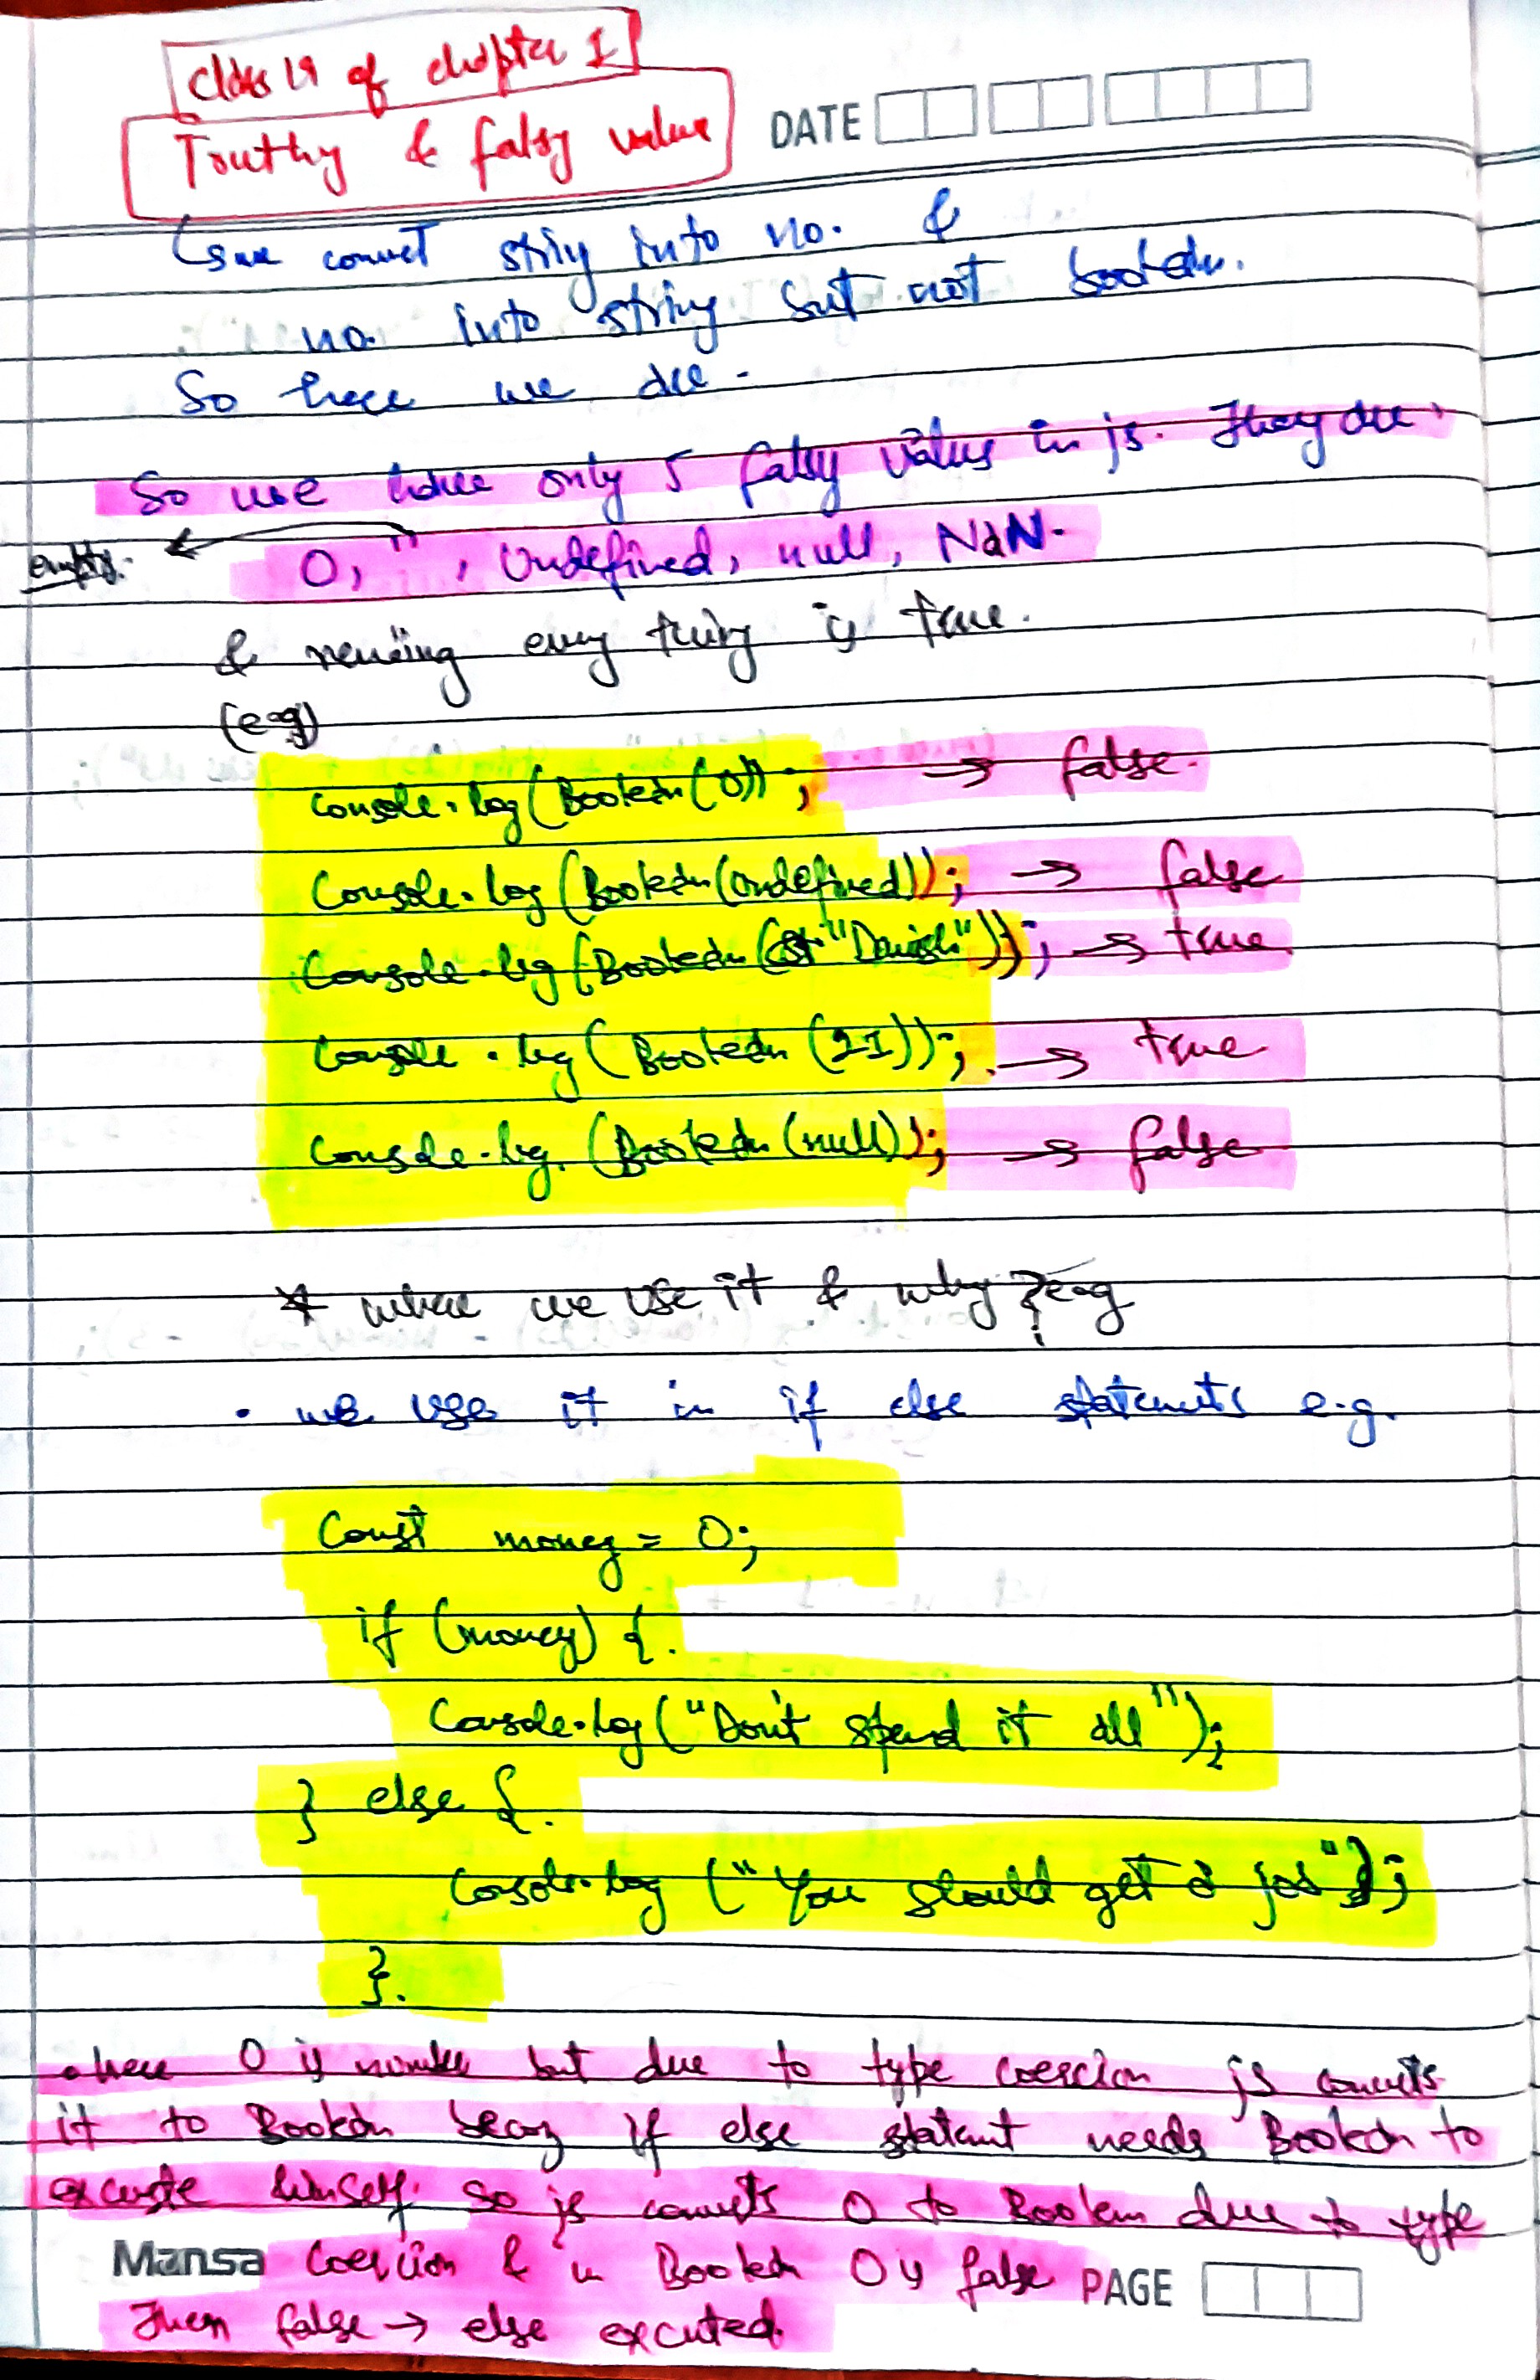 Class 19 of chapter 1
Truthy & falsy value
DATE
we convert string into no. &
no. into string but not boolean.
So here we are.
So we have only 5 falsy values in js. They are.
empty.
0, '', undefined, null, NaN.
& remaing every thing is true.
(e.g)
console.log(Boolean(0)); → false.
console.log(Boolean(undefined)); → false
console.log(Boolean("Danish")); → true
console.log(Boolean(21)); → true
console.log(Boolean(null)); → false
* where we use it & why? e.g
• we use it in if else statements e.g.
Const money = 0;
if (money) {.
Console.log("Don't spend it all");
} else {.
Console.log("You should get a job");
}.
• here 0 is number but due to type coercion js converts
it to Boolean becoz if else statemt needs Boolean to
excute himself. so js converts 0 to Boolean due to type
Mansa Coercion & in Boolean 0 is false PAGE
Then false → else excuted.